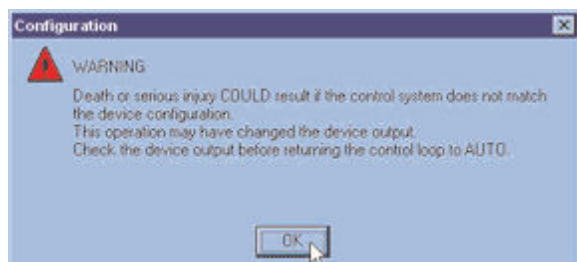 Configuration
WARNING
Death or serious injury COULD result if the control system does not match
the device configuration.
This operation may have changed the device output.
Check the device output before returning the control loop to AUTO.
OK